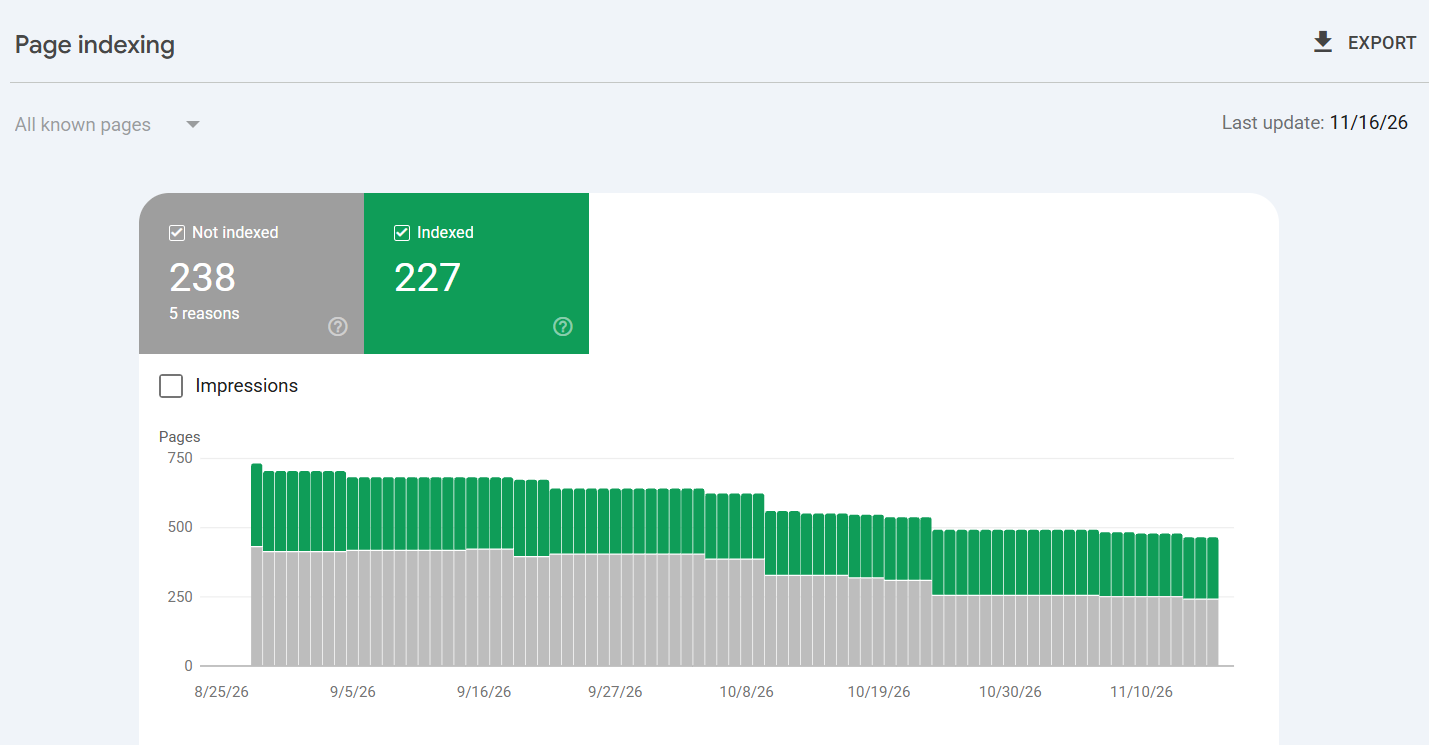 Page indexing
EXPORT
All known pages
Last update: 11/16/26
Not indexed
238
5 reasons
Indexed
227
Impressions
Pages
750
500
250
0
8/25/26 9/5/26 9/16/26 9/27/26 10/8/26 10/19/26 10/30/26 11/10/26